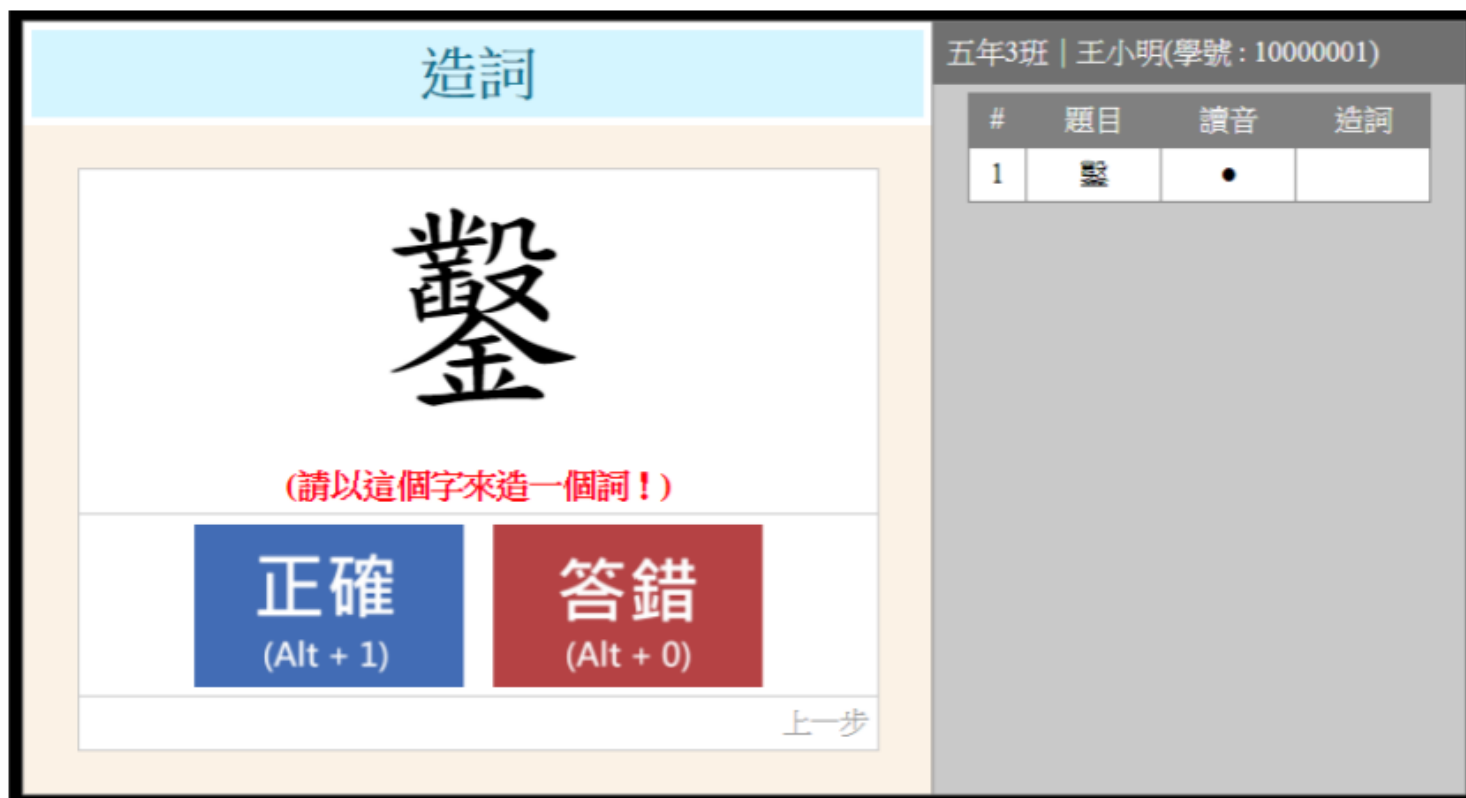 造詞
鑿
(請以這個字來造一個詞！)
正確
(Alt + 1)
答錯
(Alt + 0)
上一步
五年3班｜王小明(學號 : 10000001)
# 題目 讀音 造詞
1 鑿 ●